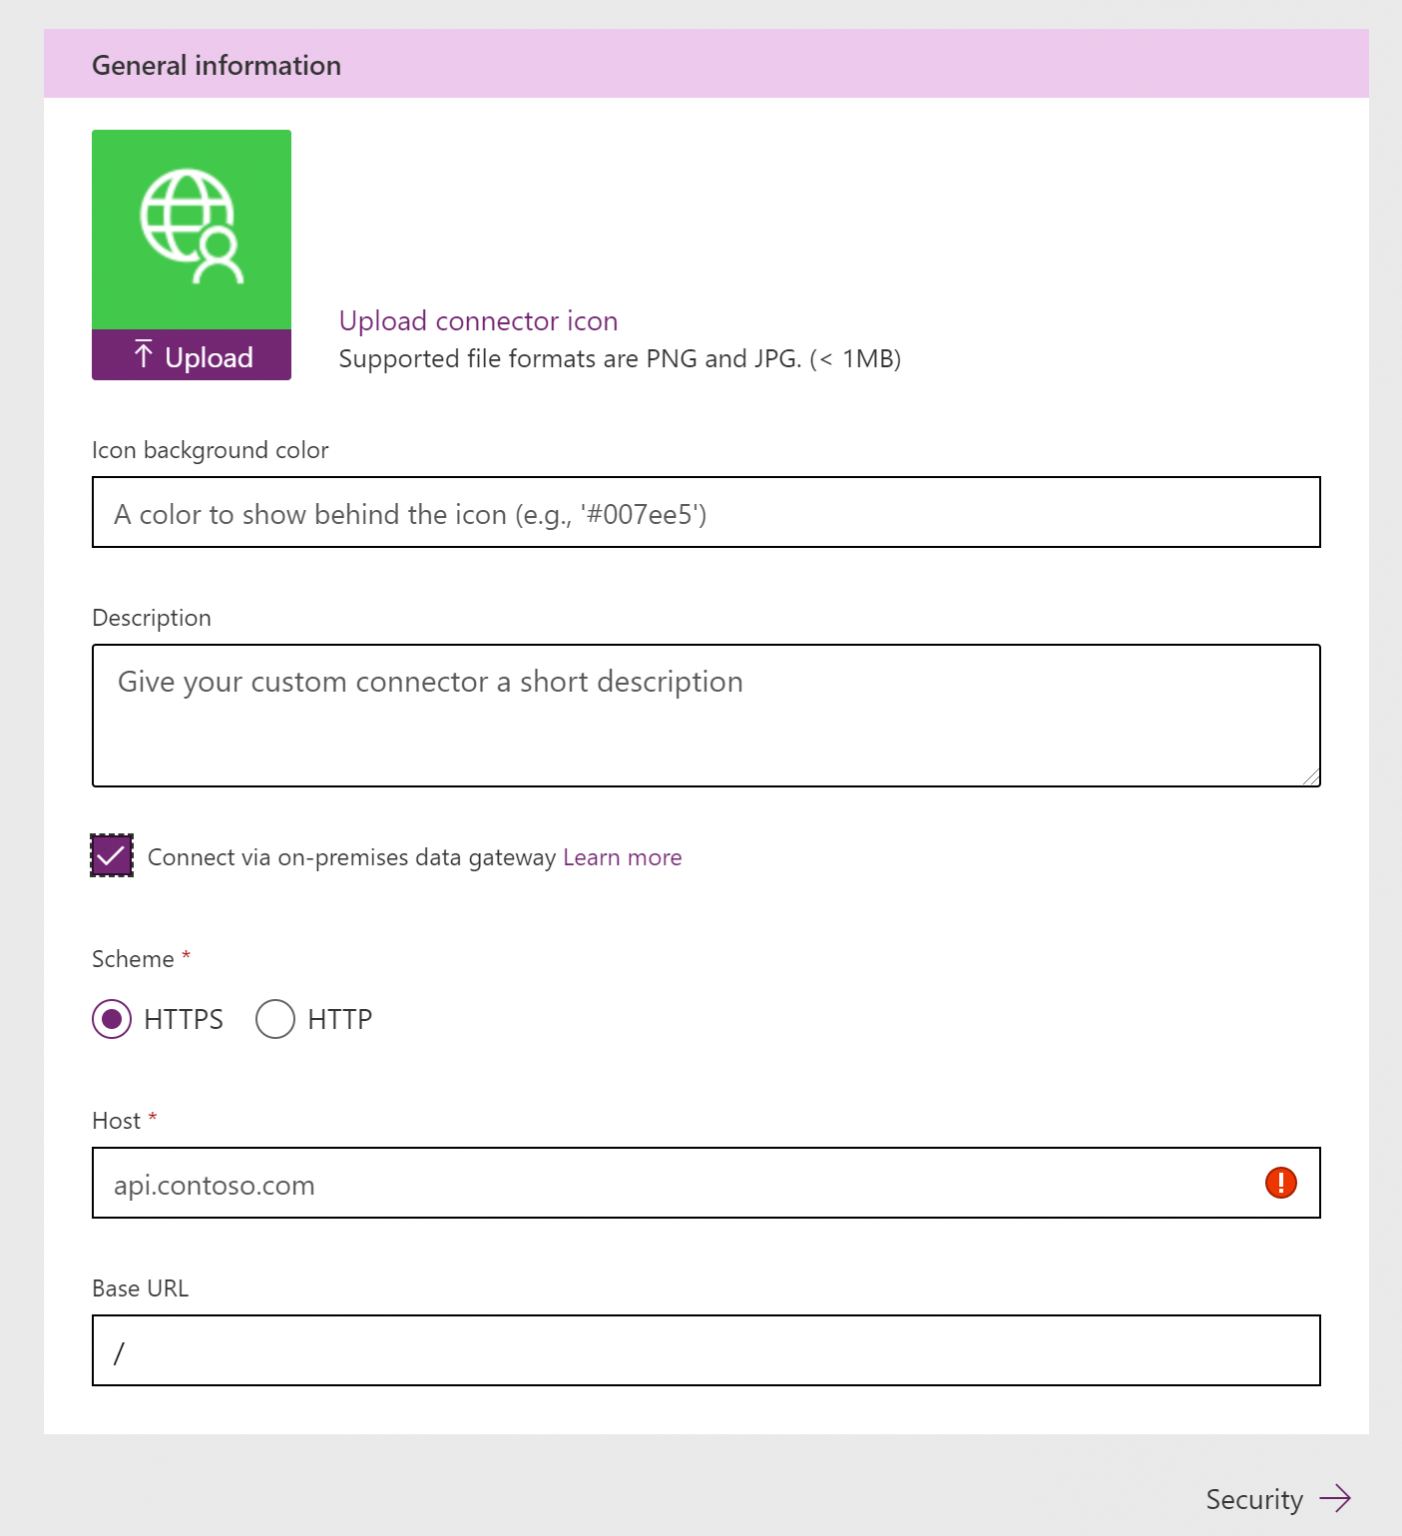 General information
Upload
Upload connector icon
Supported file formats are PNG and JPG. (< 1MB)
Icon background color
A color to show behind the icon (e.g., '#007ee5')
Description
Give your custom connector a short description
Connect via on-premises data gateway Learn more
Scheme *
HTTPS HTTP
Host *
api.contoso.com
Base URL
/
Security